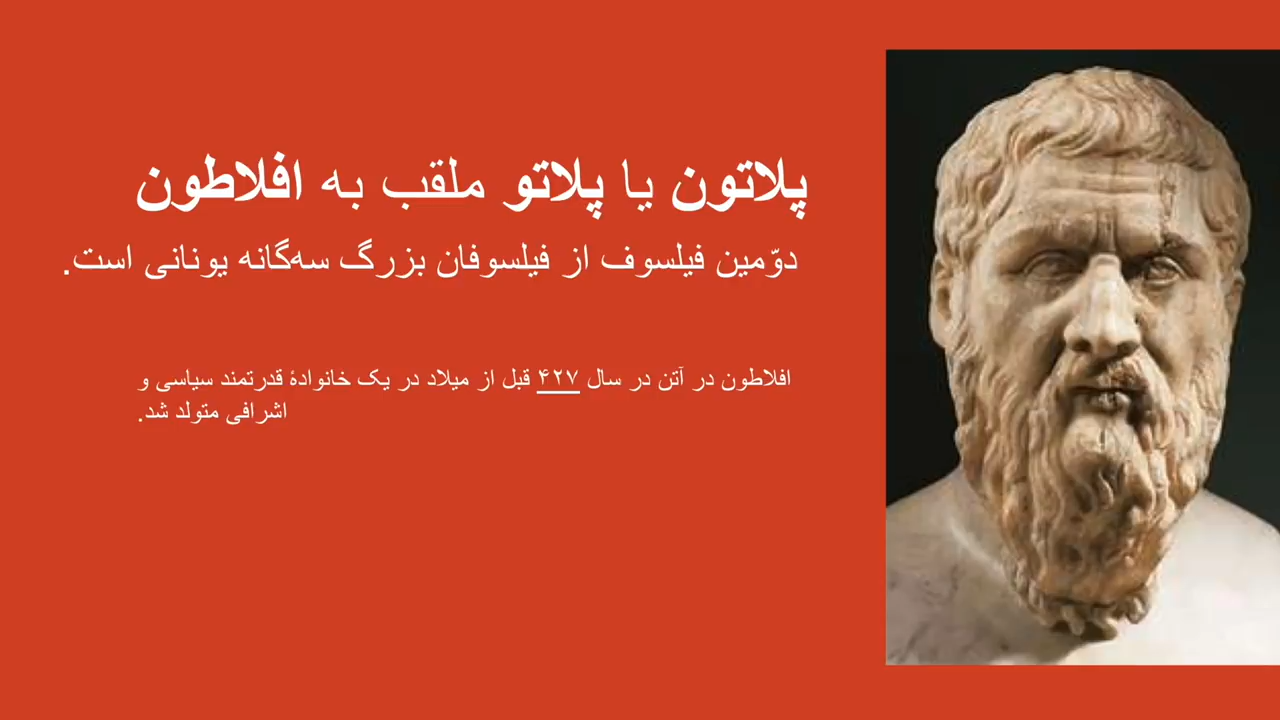 پلاتون یا پلاتو ملقب به افلاطون
دوّمین فیلسوف از فیلسوفان بزرگ سه‌گانه یونانی است.
افلاطون در آتن در سال ۴۲۷ قبل از میلاد در یک خانوادهٔ قدرتمند سیاسی و
اشرافی متولد شد.